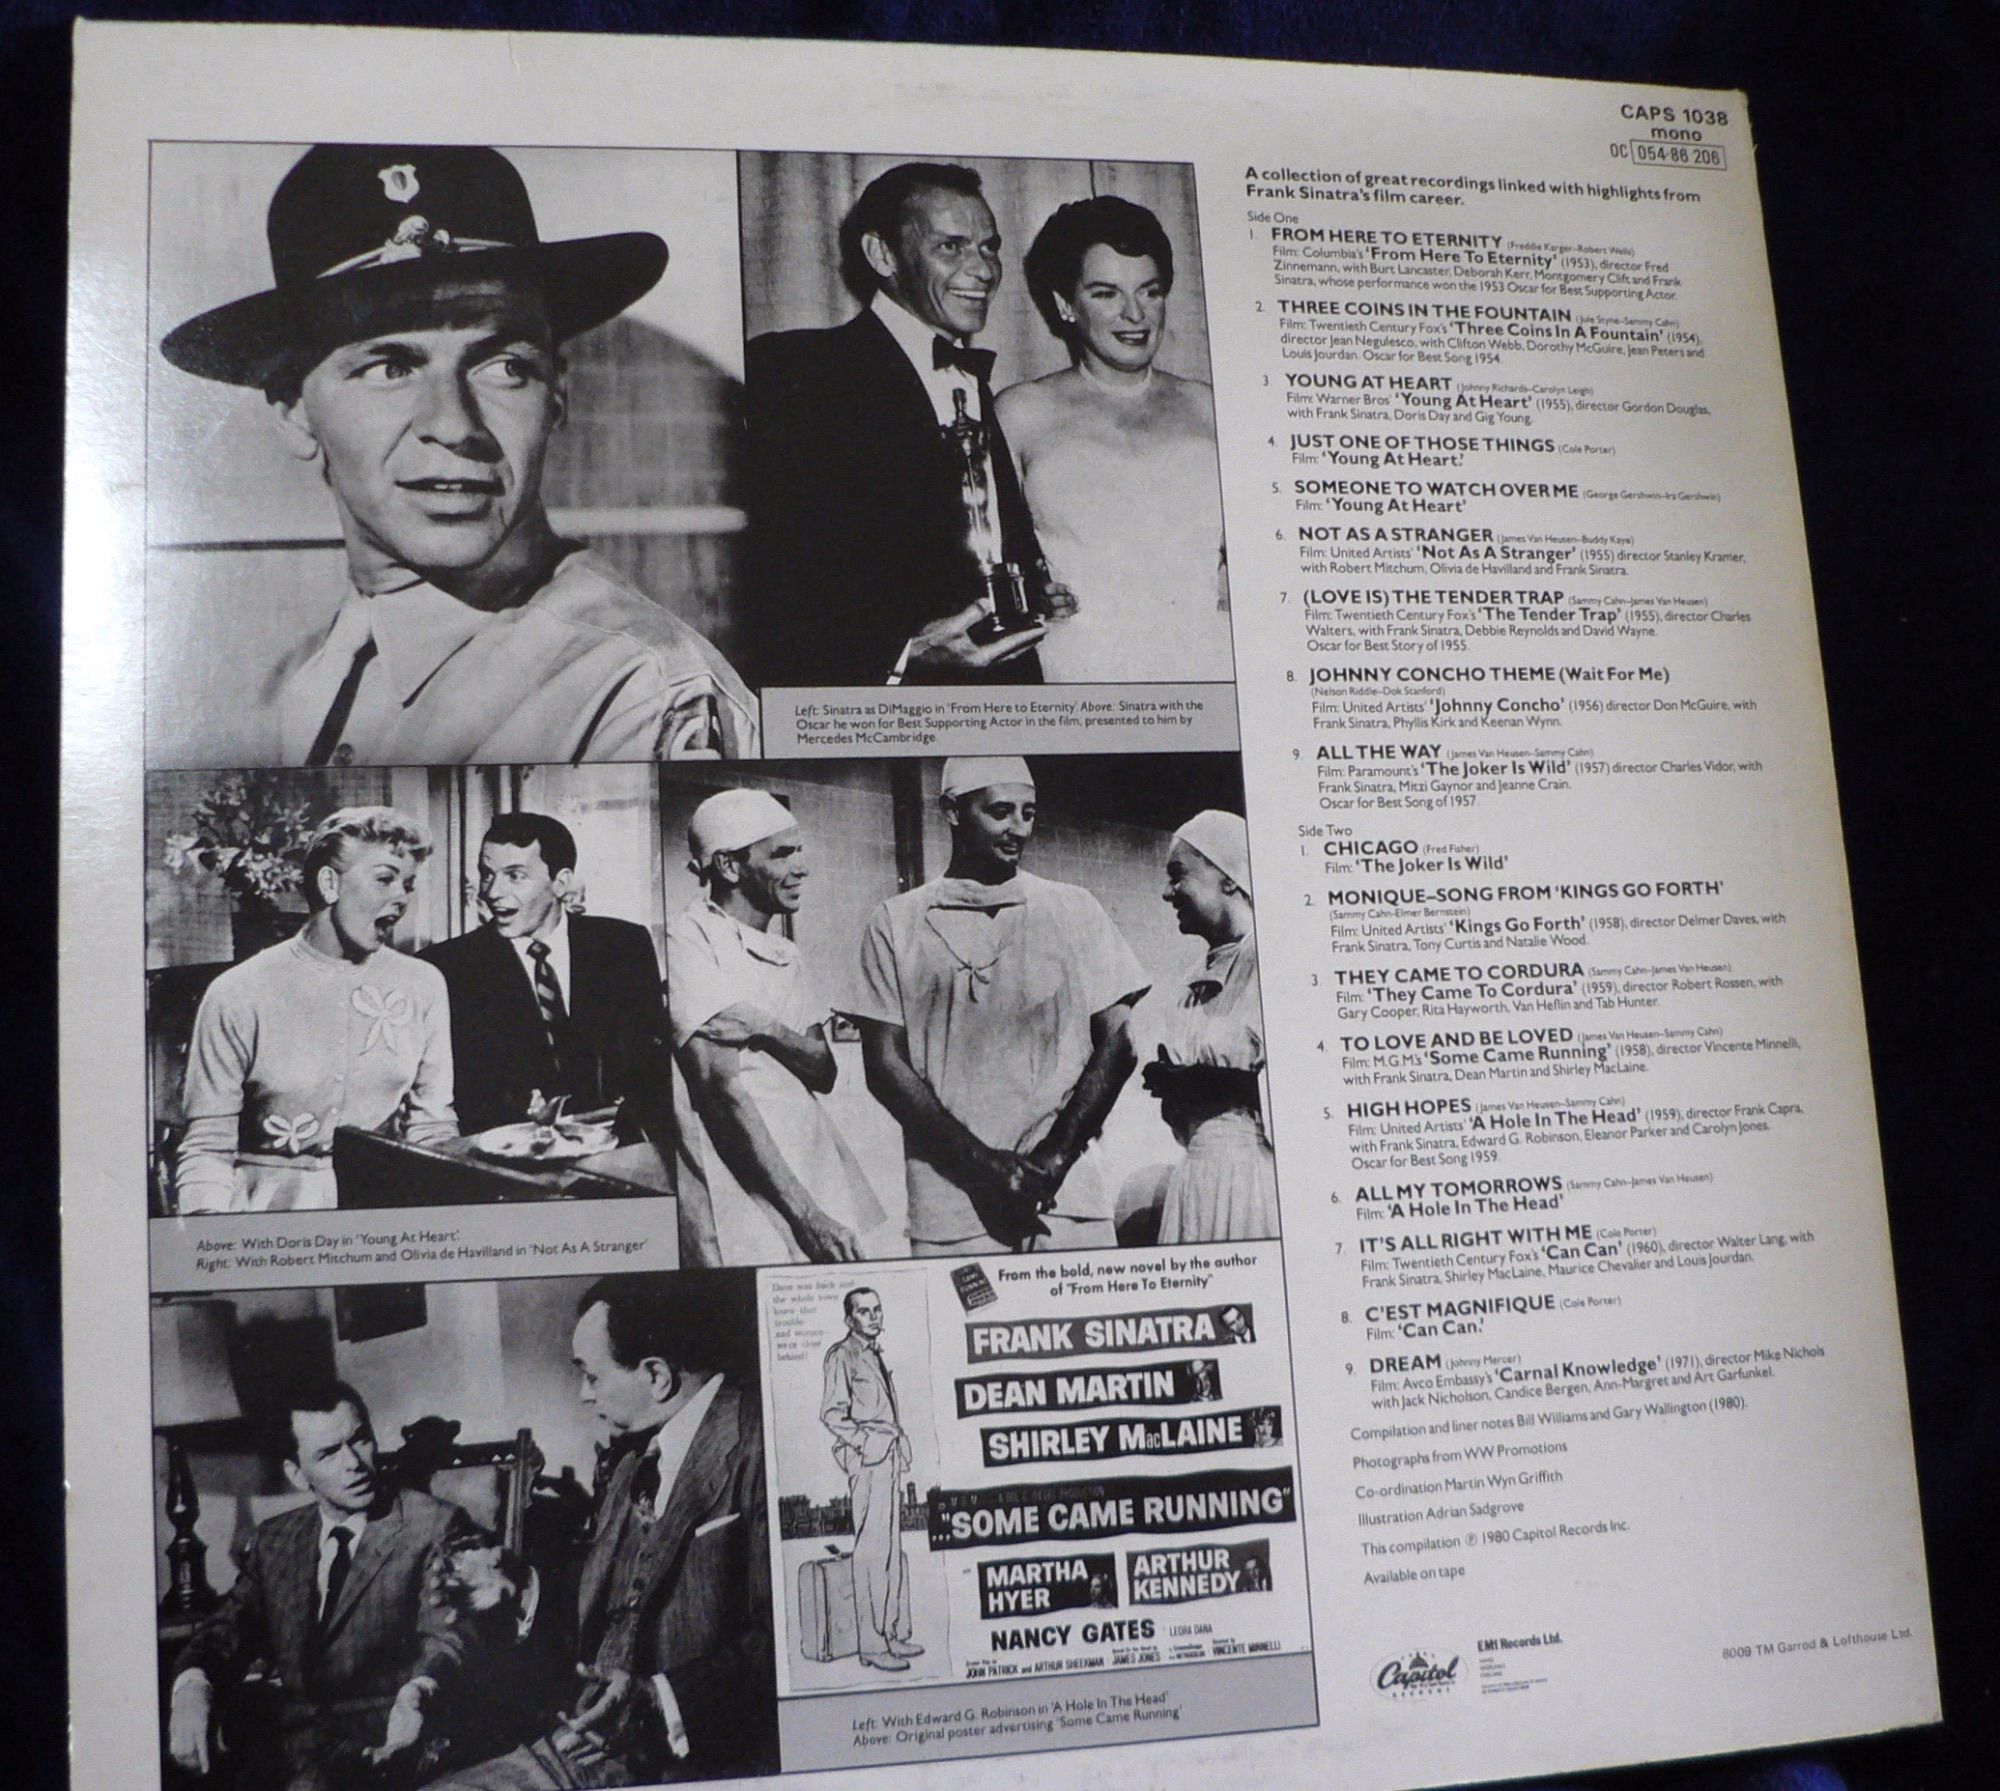 CAPS 1038
mono
OC 054-86 206
A collection of great recordings linked with highlights from
Frank Sinatra's film career.
Side One
1. FROM HERE TO ETERNITY (Freddie Karger–Robert Wells)
Film: Columbia's 'From Here To Eternity' (1953), director Fred
Zinnemann, with Burt Lancaster, Deborah Kerr, Montgomery Clift and Frank
Sinatra, whose performance won the 1953 Oscar for Best Supporting Actor.
2. THREE COINS IN THE FOUNTAIN (Jule Styne–Sammy Cahn)
Film: Twentieth Century Fox's 'Three Coins In A Fountain' (1954),
director Jean Negulesco, with Clifton Webb, Dorothy McGuire, Jean Peters and
Louis Jourdan. Oscar for Best Song 1954.
3. YOUNG AT HEART (Johnny Richards–Carolyn Leigh)
Film: Warner Bros' 'Young At Heart' (1955), director Gordon Douglas,
with Frank Sinatra, Doris Day and Gig Young.
4. JUST ONE OF THOSE THINGS (Cole Porter)
Film: 'Young At Heart.'
5. SOMEONE TO WATCH OVER ME (George Gershwin–Ira Gershwin)
Film: 'Young At Heart'
6. NOT AS A STRANGER (James Van Heusen–Buddy Kaye)
Film: United Artists' 'Not As A Stranger' (1955) director Stanley Kramer,
with Robert Mitchum, Olivia de Havilland and Frank Sinatra.
7. (LOVE IS) THE TENDER TRAP (Sammy Cahn–James Van Heusen)
Film: Twentieth Century Fox's 'The Tender Trap' (1955), director Charles
Walters, with Frank Sinatra, Debbie Reynolds and David Wayne.
Oscar for Best Story of 1955.
8. JOHNNY CONCHO THEME (Wait For Me)
(Nelson Riddle–Dok Stanford)
Film: United Artists' 'Johnny Concho' (1956) director Don McGuire, with
Frank Sinatra, Phyllis Kirk and Keenan Wynn.
9. ALL THE WAY (James Van Heusen–Sammy Cahn)
Film: Paramount's 'The Joker Is Wild' (1957) director Charles Vidor, with
Frank Sinatra, Mitzi Gaynor and Jeanne Crain.
Oscar for Best Song of 1957.
Side Two
1. CHICAGO (Fred Fisher)
Film: 'The Joker Is Wild'
2. MONIQUE–SONG FROM 'KINGS GO FORTH'
(Sammy Cahn–Elmer Bernstein)
Film: United Artists' 'Kings Go Forth' (1958), director Delmer Daves, with
Frank Sinatra, Tony Curtis and Natalie Wood.
3. THEY CAME TO CORDURA (Sammy Cahn–James Van Heusen)
Film: 'They Came To Cordura' (1959), director Robert Rossen, with
Gary Cooper, Rita Hayworth, Van Heflin and Tab Hunter.
4. TO LOVE AND BE LOVED (James Van Heusen–Sammy Cahn)
Film: M.G.M.'s 'Some Came Running' (1958), director Vincente Minnelli,
with Frank Sinatra, Dean Martin and Shirley MacLaine.
5. HIGH HOPES (James Van Heusen–Sammy Cahn)
Film: United Artists' 'A Hole In The Head' (1959), director Frank Capra,
with Frank Sinatra, Edward G. Robinson, Eleanor Parker and Carolyn Jones.
Oscar for Best Song 1959.
6. ALL MY TOMORROWS (Sammy Cahn–James Van Heusen)
Film: 'A Hole In The Head'
7. IT'S ALL RIGHT WITH ME (Cole Porter)
Film: Twentieth Century Fox's 'Can Can' (1960), director Walter Lang, with
Frank Sinatra, Shirley MacLaine, Maurice Chevalier and Louis Jourdan.
8. C'EST MAGNIFIQUE (Cole Porter)
Film: 'Can Can.'
9. DREAM (Johnny Mercer)
Film: Avco Embassy's 'Carnal Knowledge' (1971), director Mike Nichols
with Jack Nicholson, Candice Bergen, Ann-Margret and Art Garfunkel.
Compilation and liner notes Bill Williams and Gary Wallington (1980).
Photographs from WW Promotions
Co-ordination Martin Wyn Griffith
Illustration Adrian Sadgrove
This compilation ℗ 1980 Capitol Records Inc.
Available on tape
Capitol
RECORDS
EMI Records Ltd.
8009 TM Garrod & Lofthouse Ltd.
Left: Sinatra as DiMaggio in 'From Here to Eternity' Above: Sinatra with the
Oscar he won for Best Supporting Actor in the film, presented to him by
Mercedes McCambridge.
Above: With Doris Day in 'Young At Heart.'
Right: With Robert Mitchum and Olivia de Havilland in 'Not As A Stranger'
Dave was back and
the whole town
knew that
trouble
and women
were close
behind!
From the bold, new novel by the author
of "From Here To Eternity"
FRANK SINATRA
DEAN MARTIN
SHIRLEY MacLAINE
..."SOME CAME RUNNING"
MARTHA
HYER
ARTHUR
KENNEDY
NANCY GATES
LEORA DANA
JOHN PATRICK and ARTHUR SHEEKMAN
JAMES JONES
VINCENTE MINNELLI
Left: With Edward G. Robinson in 'A Hole In The Head'
Above: Original poster advertising 'Some Came Running'